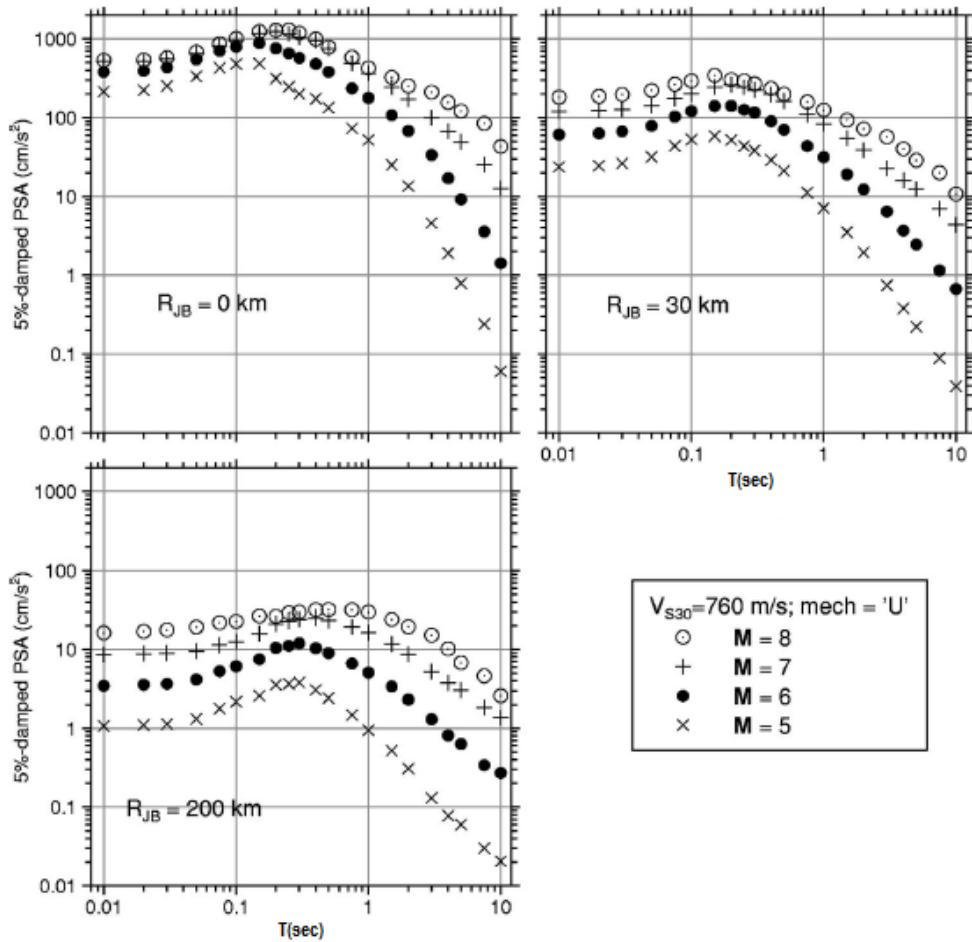 1000
100
10
1
0.1
0.01
5%-damped PSA (cm/s²)
R_JB = 0 km
R_JB = 30 km
0.01
0.1
1
10
T(sec)
1000
100
10
1
0.1
0.01
5%-damped PSA (cm/s²)
R_JB = 200 km
0.01
0.1
1
10
T(sec)
V_S30=760 m/s; mech = 'U'
M = 8
M = 7
M = 6
M = 5